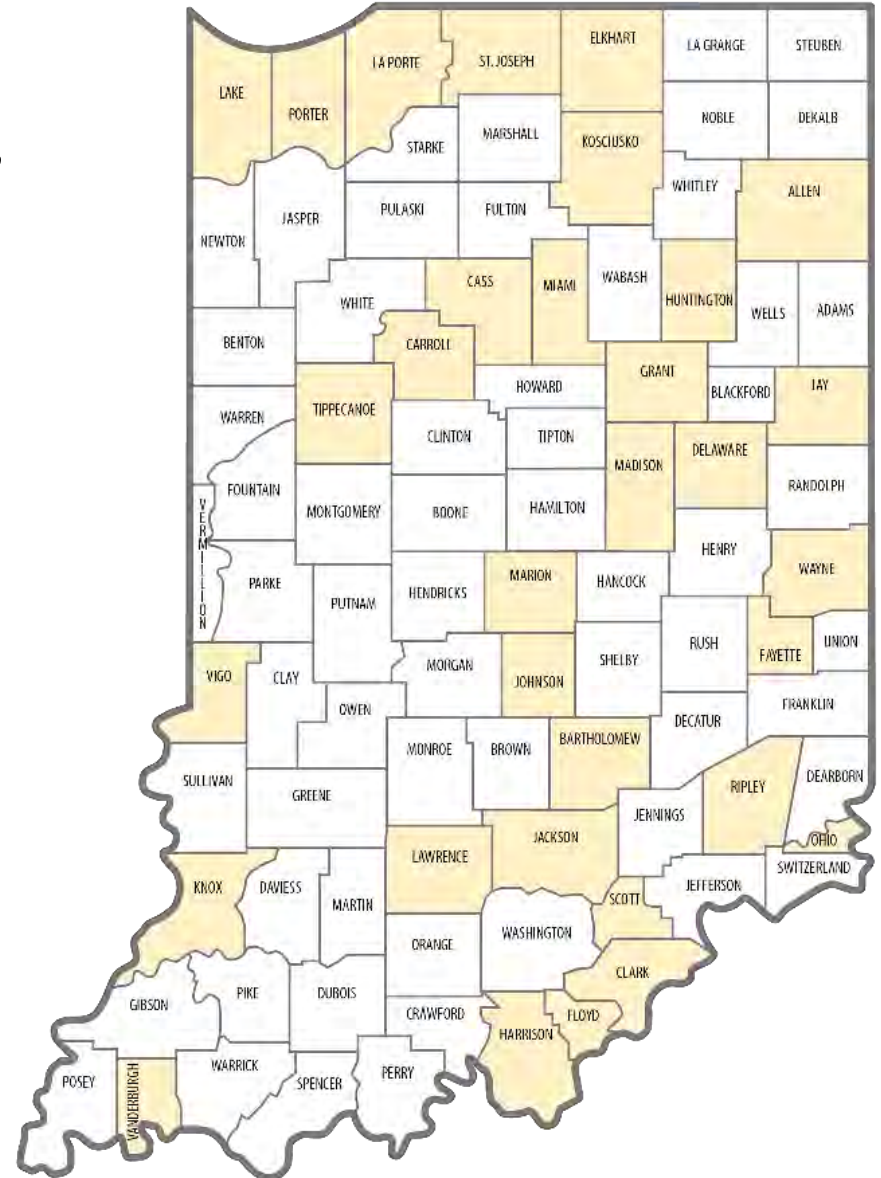 ELKHART
LA GRANGE
STEUBEN
LA PORTE
ST. JOSEPH
LAKE
PORTER
NOBLE
DEKALB
MARSHALL
STARKE
KOSCIUSKO
WHITLEY
ALLEN
PULASKI
FULTON
JASPER
NEWTON
CASS
MIAMI
WABASH
HUNTINGTON
WHITE
WELLS
ADAMS
BENTON
CARROLL
GRANT
HOWARD
BLACKFORD
JAY
TIPPECANOE
WARREN
CLINTON
TIPTON
DELAWARE
MADISON
RANDOLPH
FOUNTAIN
MONTGOMERY
BOONE
HAMILTON
VERMILLION
HENRY
WAYNE
MARION
HANCOCK
PARKE
PUTNAM
HENDRICKS
RUSH
UNION
FAYETTE
SHELBY
MORGAN
VIGO
CLAY
JOHNSON
OWEN
FRANKLIN
DECATUR
MONROE
BROWN
BARTHOLOMEW
SULLIVAN
DEARBORN
RIPLEY
GREENE
JENNINGS
JACKSON
OHIO
LAWRENCE
SWITZERLAND
KNOX
DAVIESS
JEFFERSON
SCOTT
MARTIN
WASHINGTON
ORANGE
CLARK
PIKE
DUBOIS
GIBSON
CRAWFORD
FLOYD
HARRISON
WARRICK
PERRY
POSEY
SPENCER
VANDERBURGH